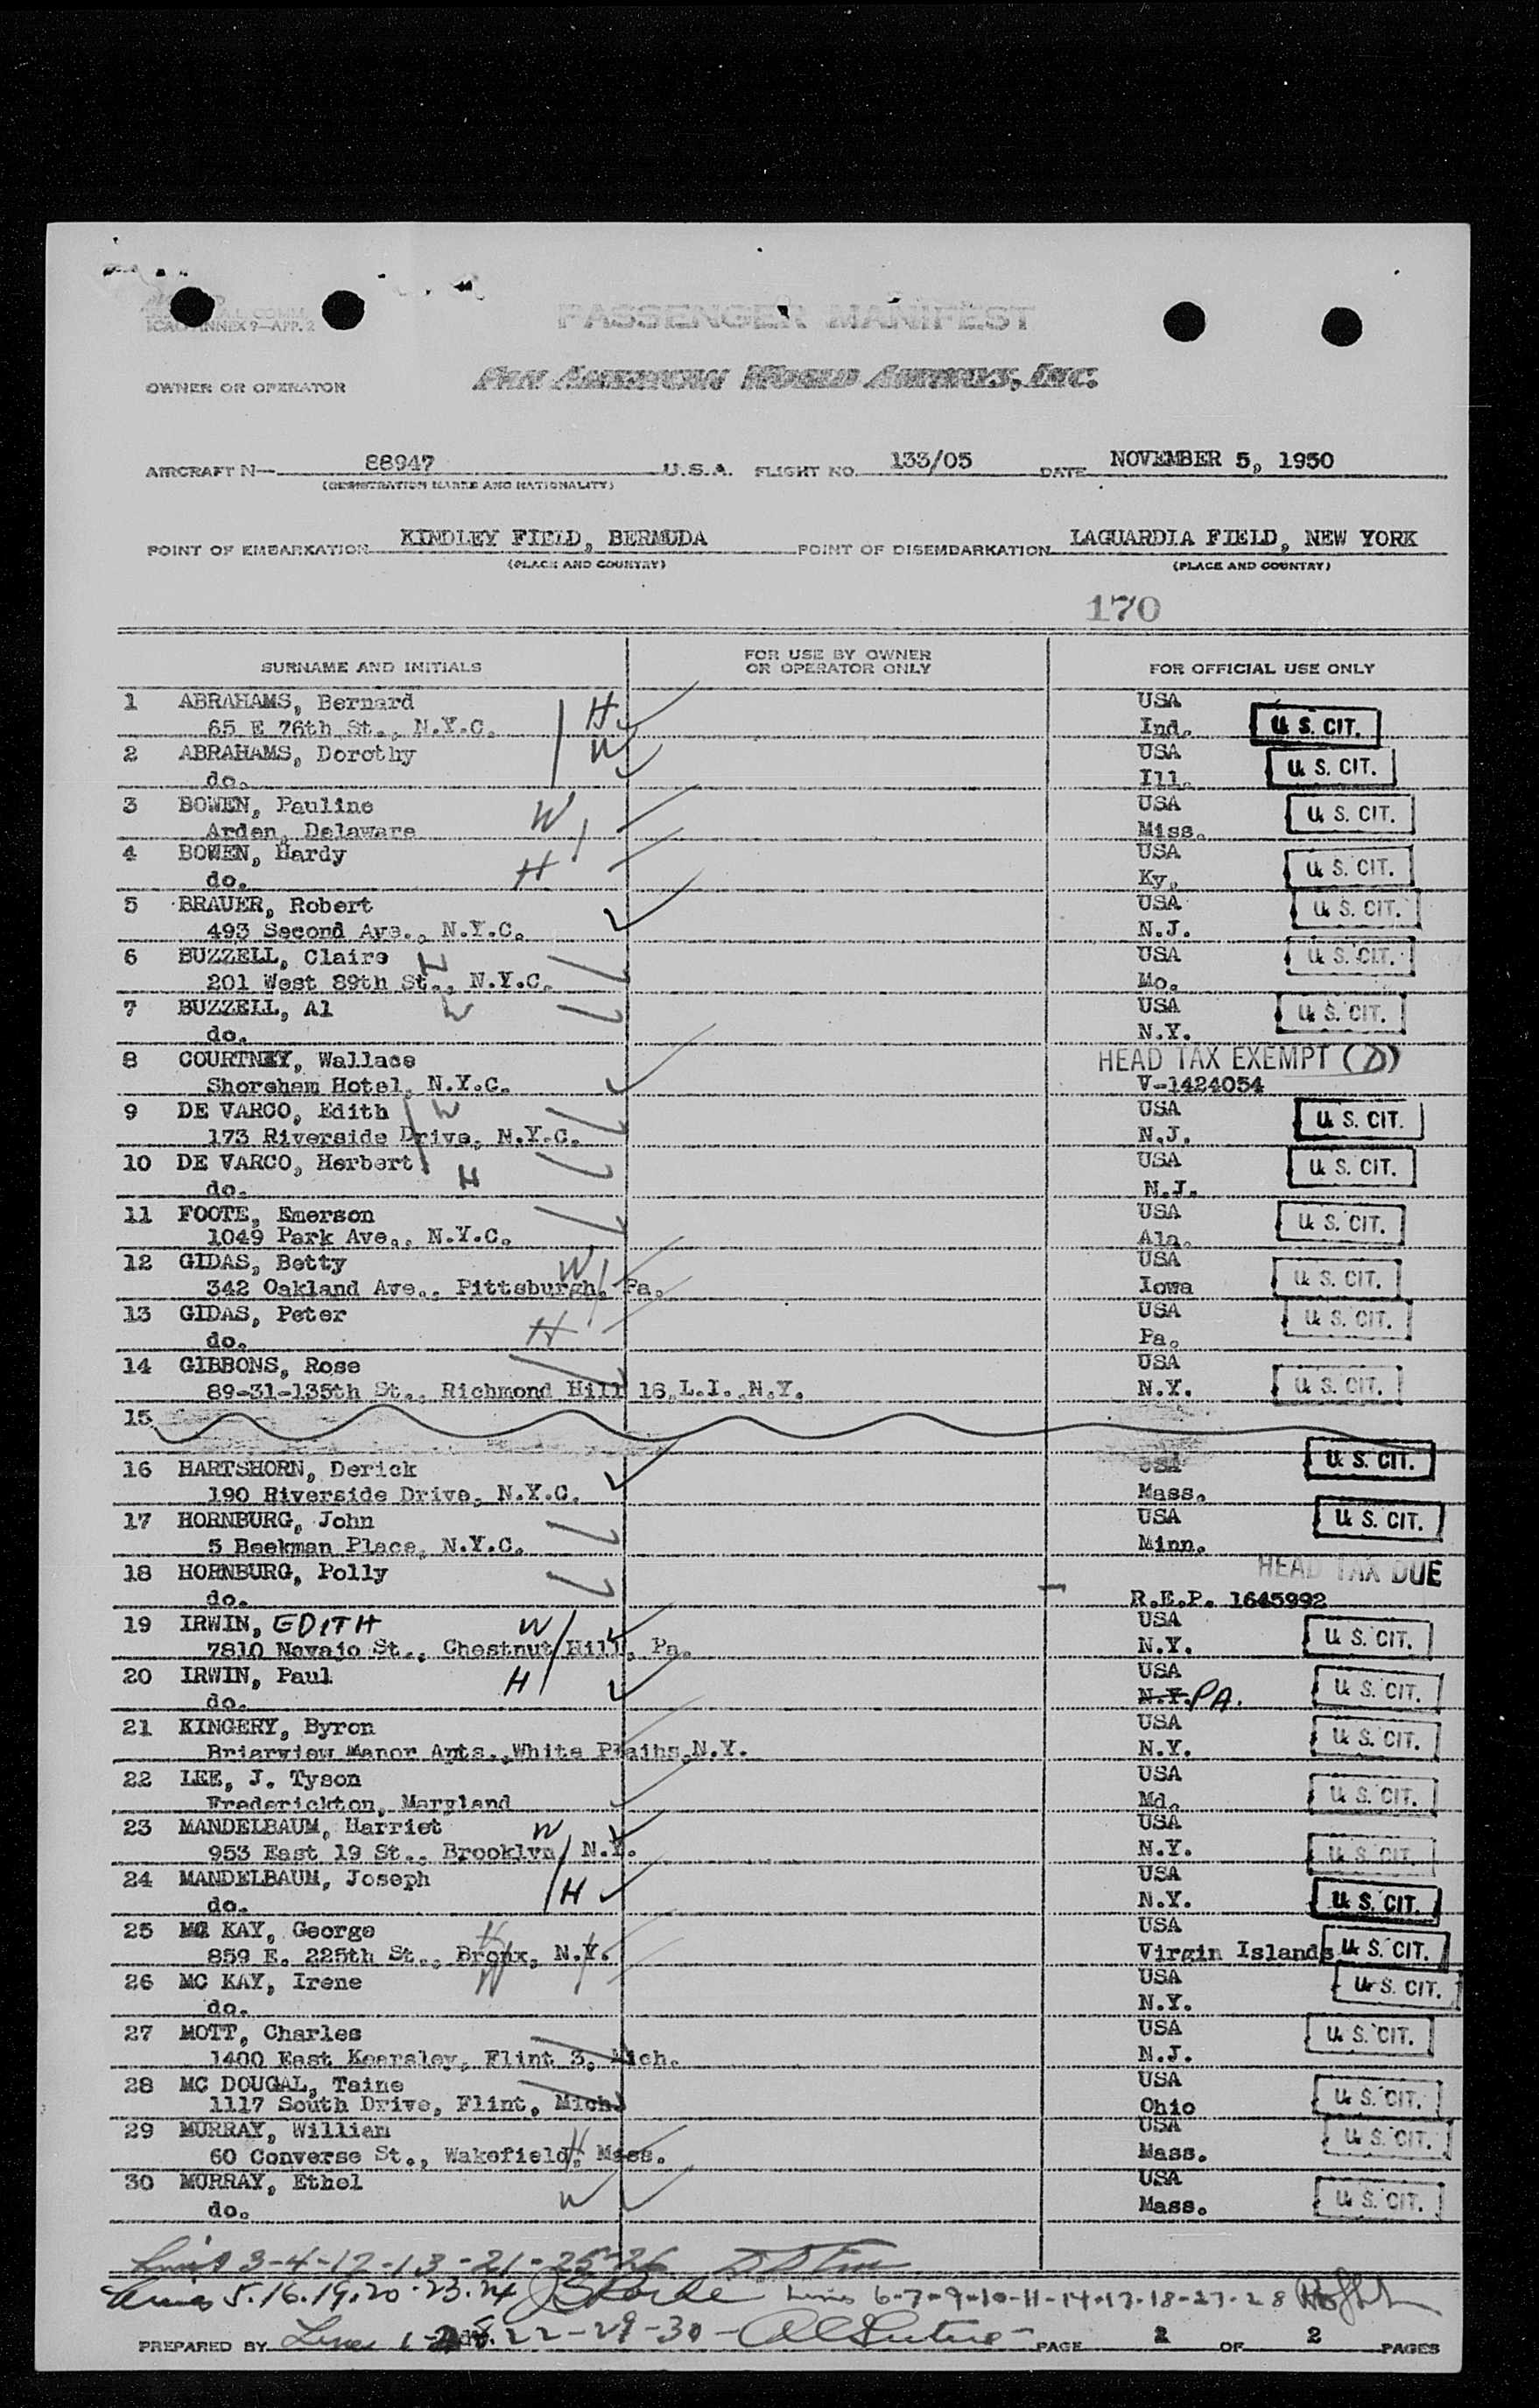 ICAO ANNEX 9—APP. 2
PASSENGER MANIFEST
OWNER OR OPERATOR PAN AMERICAN WORLD AIRWAYS, INC.
AIRCRAFT N— 88947 U.S.A. FLIGHT NO. 133/05 DATE NOVEMBER 5, 1950
(REGISTRATION MARKS AND NATIONALITY)
POINT OF EMBARKATION KINDLEY FIELD, BERMUDA POINT OF DISEMBARKATION LAGUARDIA FIELD, NEW YORK
(PLACE AND COUNTRY) (PLACE AND COUNTRY)
170
SURNAME AND INITIALS FOR USE BY OWNER OR OPERATOR ONLY FOR OFFICIAL USE ONLY
1 ABRAHAMS, Bernard H USA
65 E 76th St., N.Y.C. Ind. U. S. CIT.
2 ABRAHAMS, Dorothy W USA
do. Ill. U. S. CIT.
3 BOWEN, Pauline W USA
Arden, Delaware Miss. U. S. CIT.
4 BOWEN, Hardy H USA
do. Ky. U. S. CIT.
5 BRAUER, Robert USA
493 Second Ave., N.Y.C. N.J. U. S. CIT.
6 BUZZELL, Claire USA
201 West 89th St., N.Y.C. Mo. U. S. CIT.
7 BUZZELL, Al USA
do. N.Y. U. S. CIT.
8 COURTNEY, Wallace HEAD TAX EXEMPT (D)
Shoreham Hotel, N.Y.C. V-1424054
9 DE VARCO, Edith W USA
173 Riverside Drive, N.Y.C. N.J. U. S. CIT.
10 DE VARCO, Herbert H USA
do. N.J. U. S. CIT.
11 FOOTE, Emerson USA
1049 Park Ave., N.Y.C. Ala. U. S. CIT.
12 GIDAS, Betty W USA
342 Oakland Ave., Pittsburgh, Pa. Iowa U. S. CIT.
13 GIDAS, Peter H USA
do. Pa. U. S. CIT.
14 GIBBONS, Rose USA
89-31-135th St., Richmond Hill 18, L.I. N.Y. N.Y. U. S. CIT.
15
16 HARTSHORN, Derick USA U. S. CIT.
190 Riverside Drive, N.Y.C. Mass.
17 HORNBURG, John USA U. S. CIT.
5 Beekman Place, N.Y.C. Minn.
18 HORNBURG, Polly HEAD TAX DUE
do. R.E.P. 1645992
19 IRWIN, EDITH W USA
7810 Navajo St., Chestnut Hill, Pa. N.Y. U. S. CIT.
20 IRWIN, Paul H USA
do. N.Y. PA. U. S. CIT.
21 KINGERY, Byron USA
Briarview Manor Apts., White Plains, N.Y. N.Y. U. S. CIT.
22 LEE, J. Tyson USA
Frederickton, Maryland Md. U. S. CIT.
23 MANDELBAUM, Harriet W USA
953 East 19 St., Brooklyn, N.Y. N.Y. U. S. CIT.
24 MANDELBAUM, Joseph USA
do. H N.Y. U. S. CIT.
25 MC KAY, George H USA
859 E. 225th St., Bronx, N.Y. Virgin Islands U. S. CIT.
26 MC KAY, Irene W USA
do. N.Y. U. S. CIT.
27 MOTT, Charles USA
1400 East Kearsley, Flint 3, Mich. N.J. U. S. CIT.
28 MC DOUGAL, Taine USA
1117 South Drive, Flint, Mich. Ohio U. S. CIT.
29 MURRAY, William USA
60 Converse St., Wakefield, Mass. H Mass. U. S. CIT.
30 MURRAY, Ethel W USA
do. Mass. U. S. CIT.
Lines 3-4-12-13-21-25-26
Lines 5.16.19.20.23.24 Lines 6-7-9-10-11-14-17-18-27-28
PREPARED BY Lines 22-29-30 PAGE OF 2 PAGES